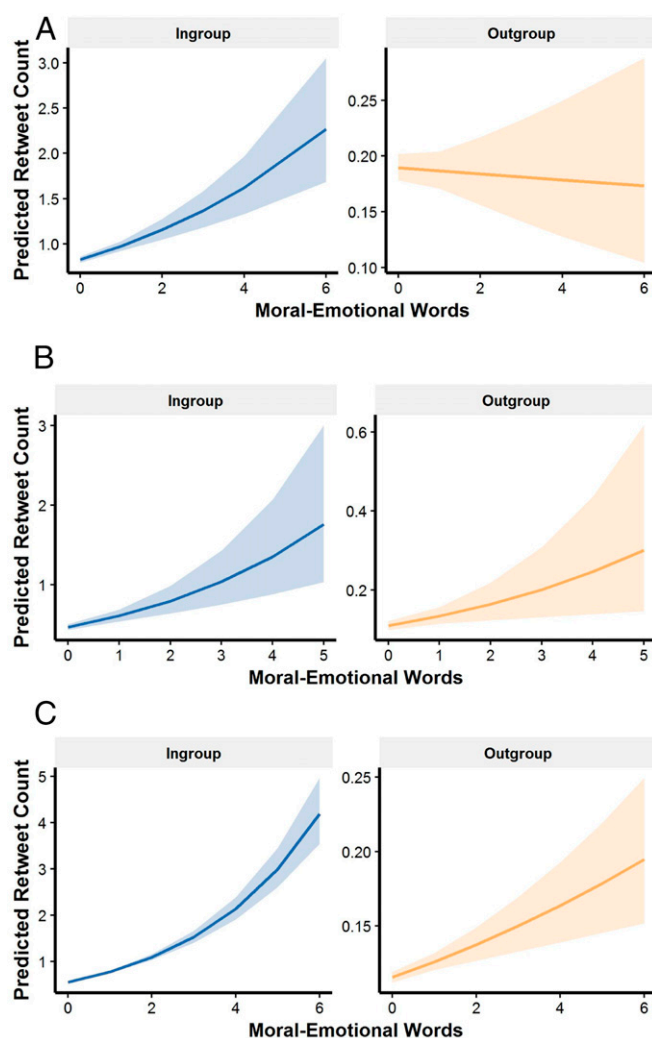 A
Ingroup
Outgroup
Predicted Retweet Count
3.0
2.5
2.0
1.5
1.0
0.25
0.20
0.15
0.10
0 2 4 6
0 2 4 6
Moral-Emotional Words
B
Ingroup
Outgroup
Predicted Retweet Count
3
2
1
0.6
0.4
0.2
0 1 2 3 4 5
0 1 2 3 4 5
Moral-Emotional Words
C
Ingroup
Outgroup
Predicted Retweet Count
5
4
3
2
1
0.25
0.20
0.15
0 2 4 6
0 2 4 6
Moral-Emotional Words